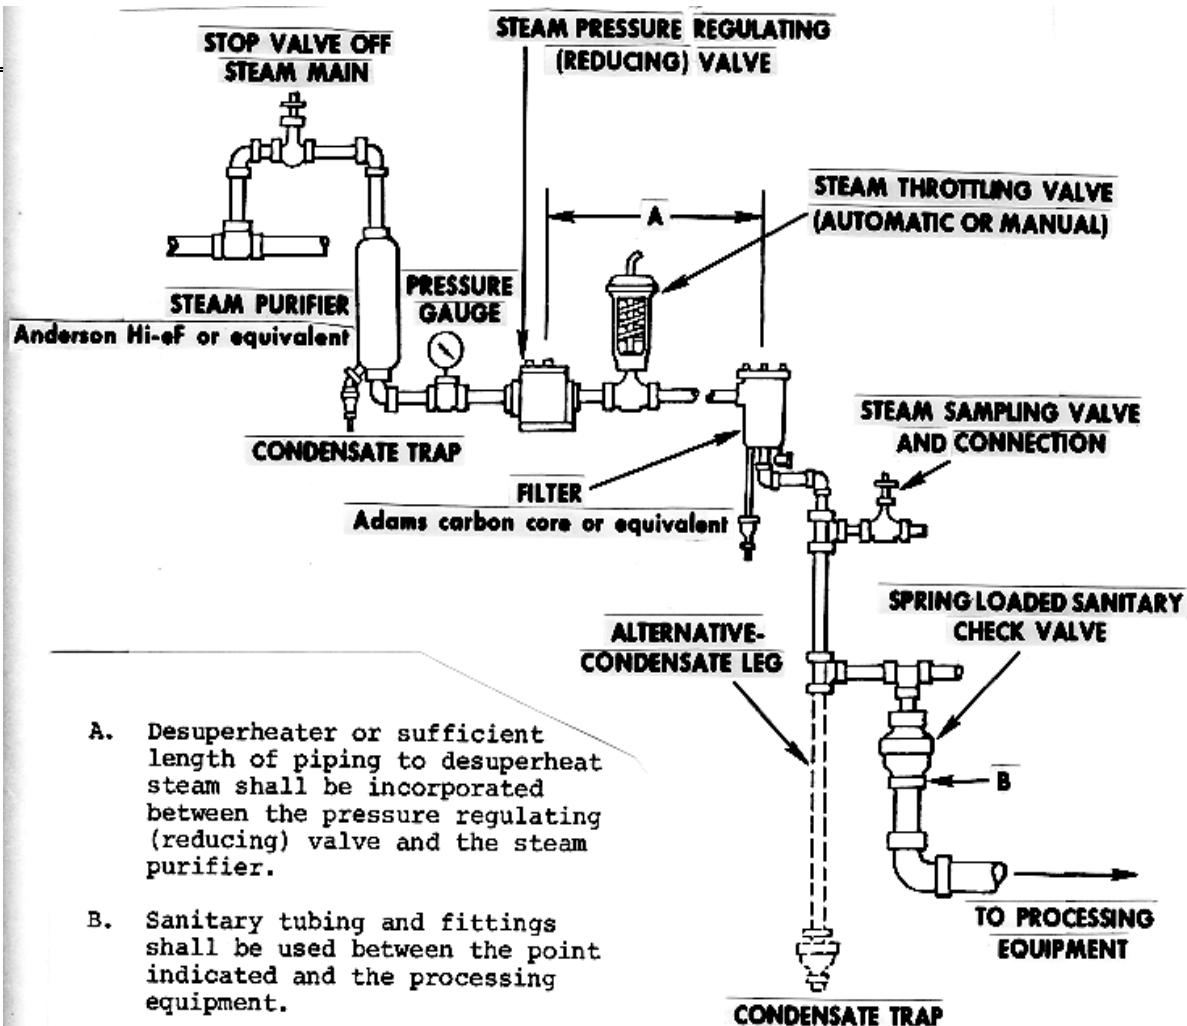 STOP VALVE OFF
STEAM MAIN
STEAM PRESSURE REGULATING
(REDUCING) VALVE
STEAM THROTTLING VALVE
(AUTOMATIC OR MANUAL)
A
STEAM PURIFIER
Anderson Hi-eF or equivalent
PRESSURE
GAUGE
CONDENSATE TRAP
STEAM SAMPLING VALVE
AND CONNECTION
FILTER
Adams carbon core or equivalent
SPRING LOADED SANITARY
CHECK VALVE
ALTERNATIVE-
CONDENSATE LEG
B
A. Desuperheater or sufficient
length of piping to desuperheat
steam shall be incorporated
between the pressure regulating
(reducing) valve and the steam
purifier.
B. Sanitary tubing and fittings
shall be used between the point
indicated and the processing
equipment.
TO PROCESSING
EQUIPMENT
CONDENSATE TRAP